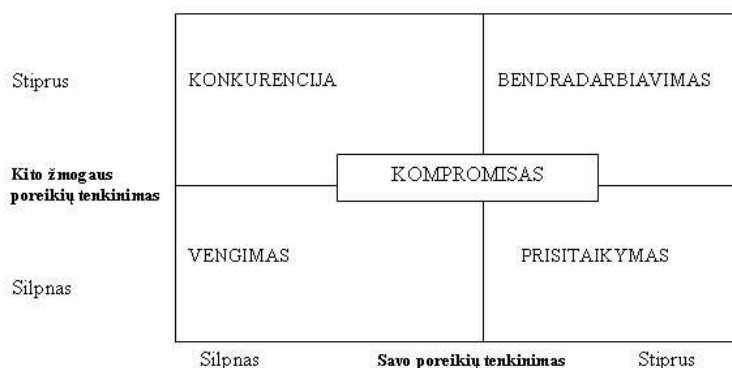 Stiprus
KONKURENCIJA
BENDRADARBIAVIMAS
Kito žmogaus
poreikių tenkinimas
KOMPROMISAS
VENGIMAS
PRISITAIKYMAS
Silpnas
Silpnas
Savo poreikių tenkinimas
Stiprus